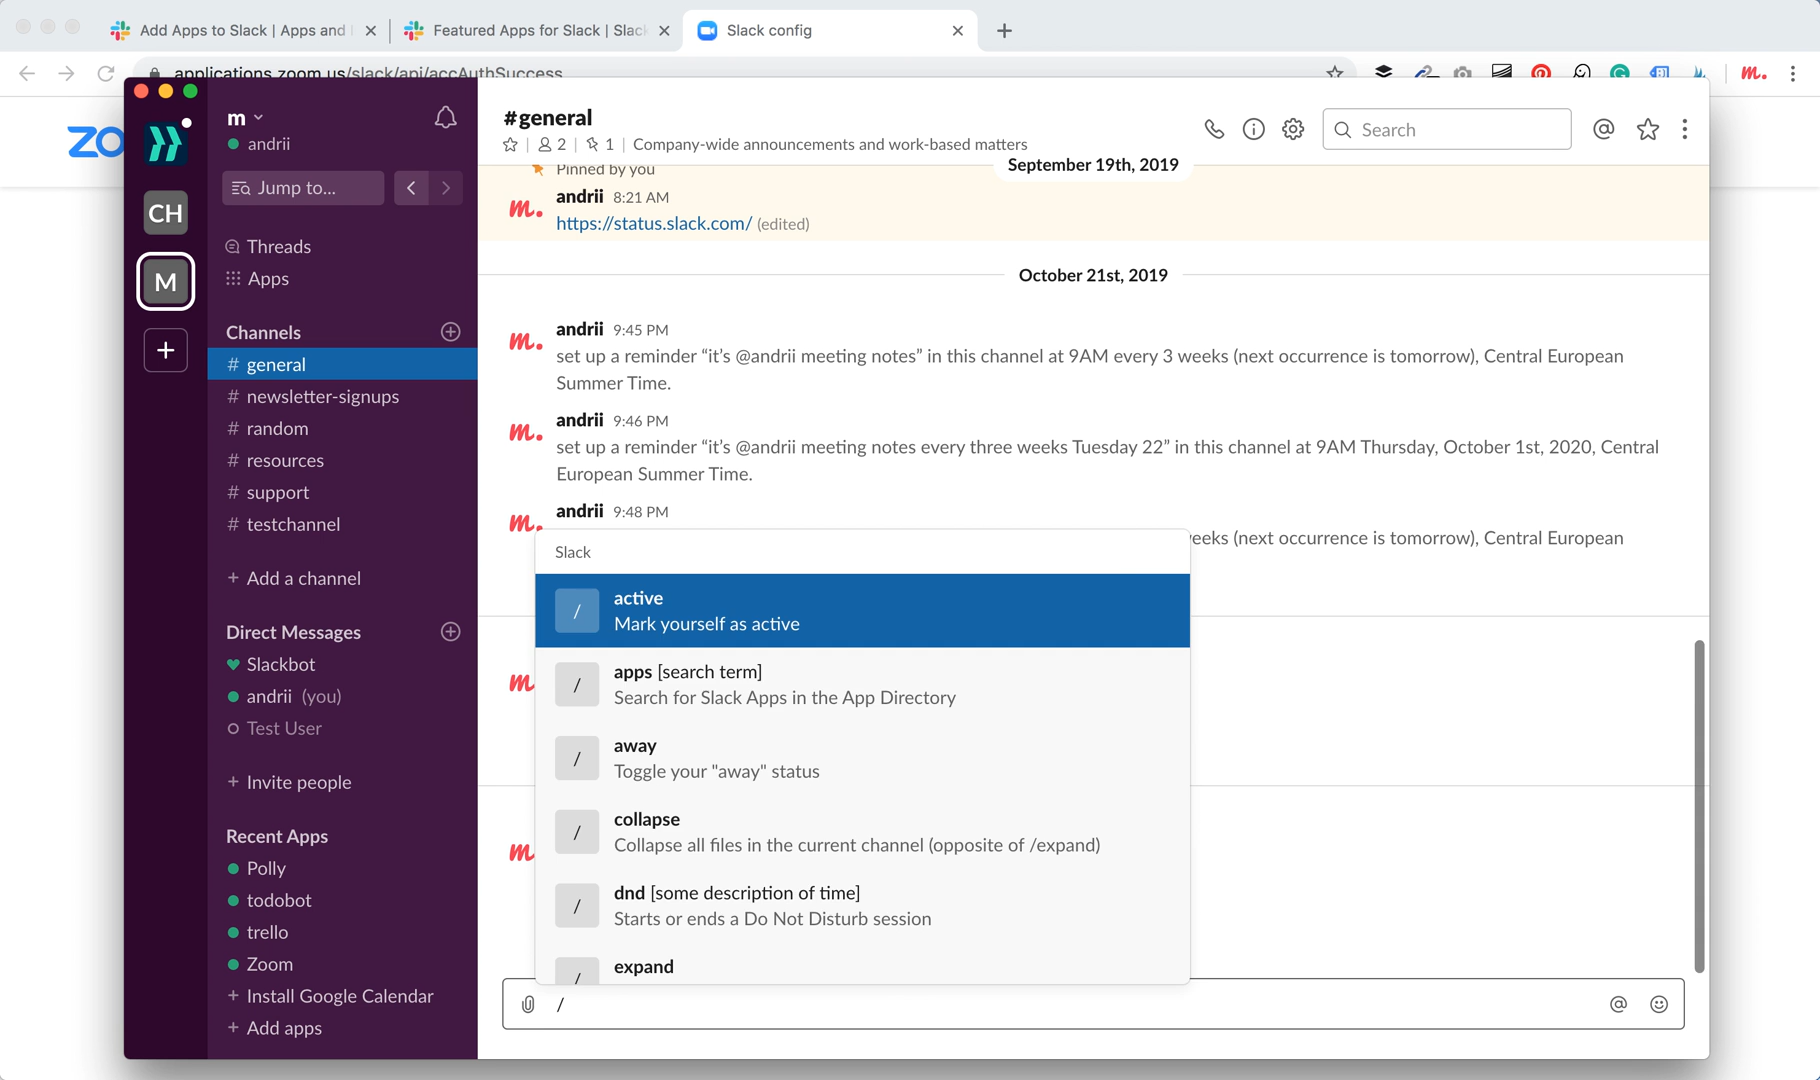 Add Apps to Slack | Apps and
Featured Apps for Slack | Slac
Slack config
applications.zoom.us/slack/api/accAuthSuccess
m.
zo
m
andrii
Jump to...
CH
M
Threads
Apps
Channels
# general
# newsletter-signups
# random
# resources
# support
# testchannel
+ Add a channel
Direct Messages
Slackbot
andrii (you)
Test User
+ Invite people
Recent Apps
Polly
todobot
trello
Zoom
+ Install Google Calendar
+ Add apps
#general
2 | 1 | Company-wide announcements and work-based matters
Search
September 19th, 2019
Pinned by you
m. andrii 8:21 AM
https://status.slack.com/ (edited)
October 21st, 2019
m. andrii 9:45 PM
set up a reminder “it’s @andrii meeting notes” in this channel at 9AM every 3 weeks (next occurrence is tomorrow), Central European
Summer Time.
m. andrii 9:46 PM
set up a reminder “it’s @andrii meeting notes every three weeks Tuesday 22” in this channel at 9AM Thursday, October 1st, 2020, Central
European Summer Time.
m. andrii 9:48 PM
eeks (next occurrence is tomorrow), Central European
Slack
/ active
Mark yourself as active
/ apps [search term]
Search for Slack Apps in the App Directory
m
/ away
Toggle your "away" status
/ collapse
Collapse all files in the current channel (opposite of /expand)
m
/ dnd [some description of time]
Starts or ends a Do Not Disturb session
/ expand
/